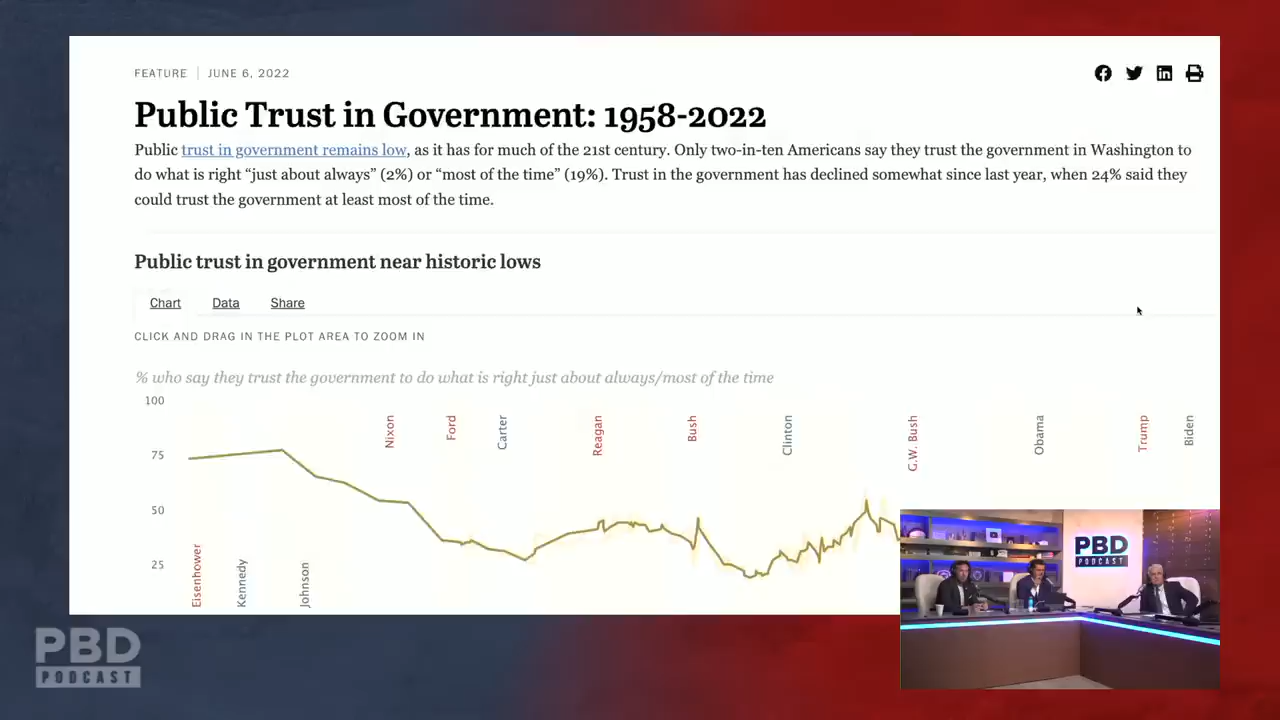 FEATURE | JUNE 6, 2022
Public Trust in Government: 1958-2022
Public trust in government remains low, as it has for much of the 21st century. Only two-in-ten Americans say they trust the government in Washington to
do what is right “just about always” (2%) or “most of the time” (19%). Trust in the government has declined somewhat since last year, when 24% said they
could trust the government at least most of the time.
Public trust in government near historic lows
Chart Data Share
CLICK AND DRAG IN THE PLOT AREA TO ZOOM IN
% who say they trust the government to do what is right just about always/most of the time
100
75
50
25
Eisenhower
Kennedy
Johnson
Nixon
Ford
Carter
Reagan
Bush
Clinton
G.W. Bush
Obama
Trump
Biden
PBD
PODCAST
PBD
PODCAST